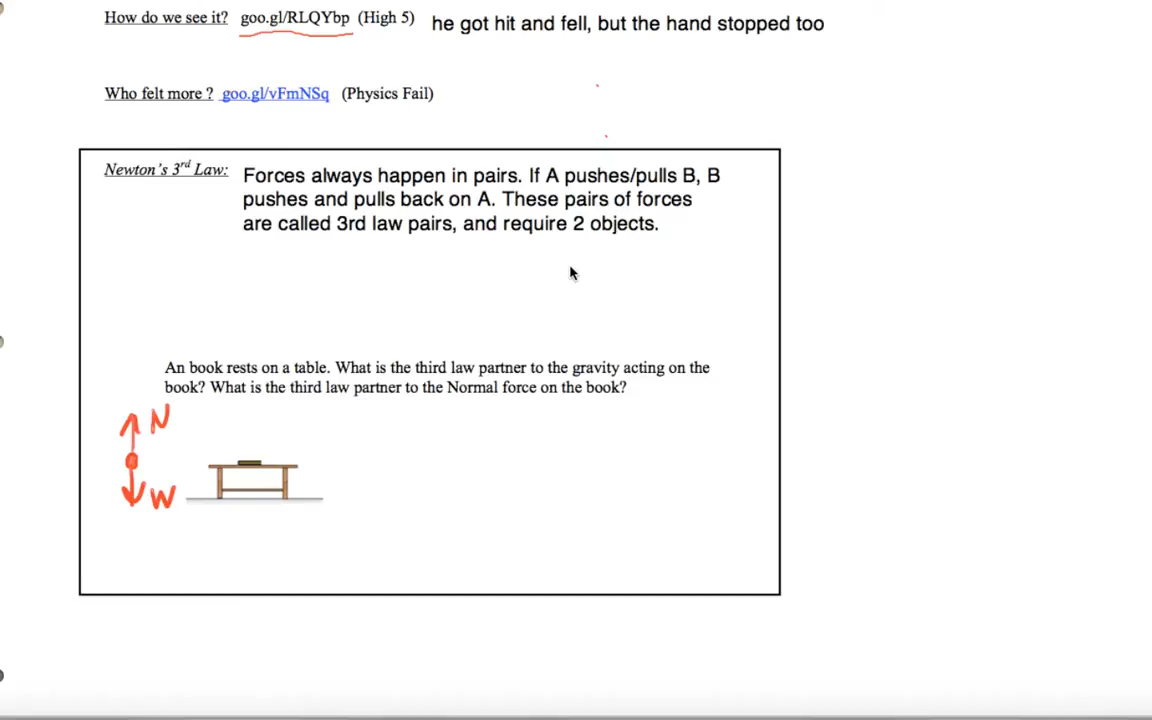 How do we see it? goo.gl/RLQYbp (High 5) he got hit and fell, but the hand stopped too
Who felt more ? goo.gl/vFmNSq (Physics Fail)
Newton's 3rd Law: Forces always happen in pairs. If A pushes/pulls B, B
pushes and pulls back on A. These pairs of forces
are called 3rd law pairs, and require 2 objects.
An book rests on a table. What is the third law partner to the gravity acting on the
book? What is the third law partner to the Normal force on the book?
N
W